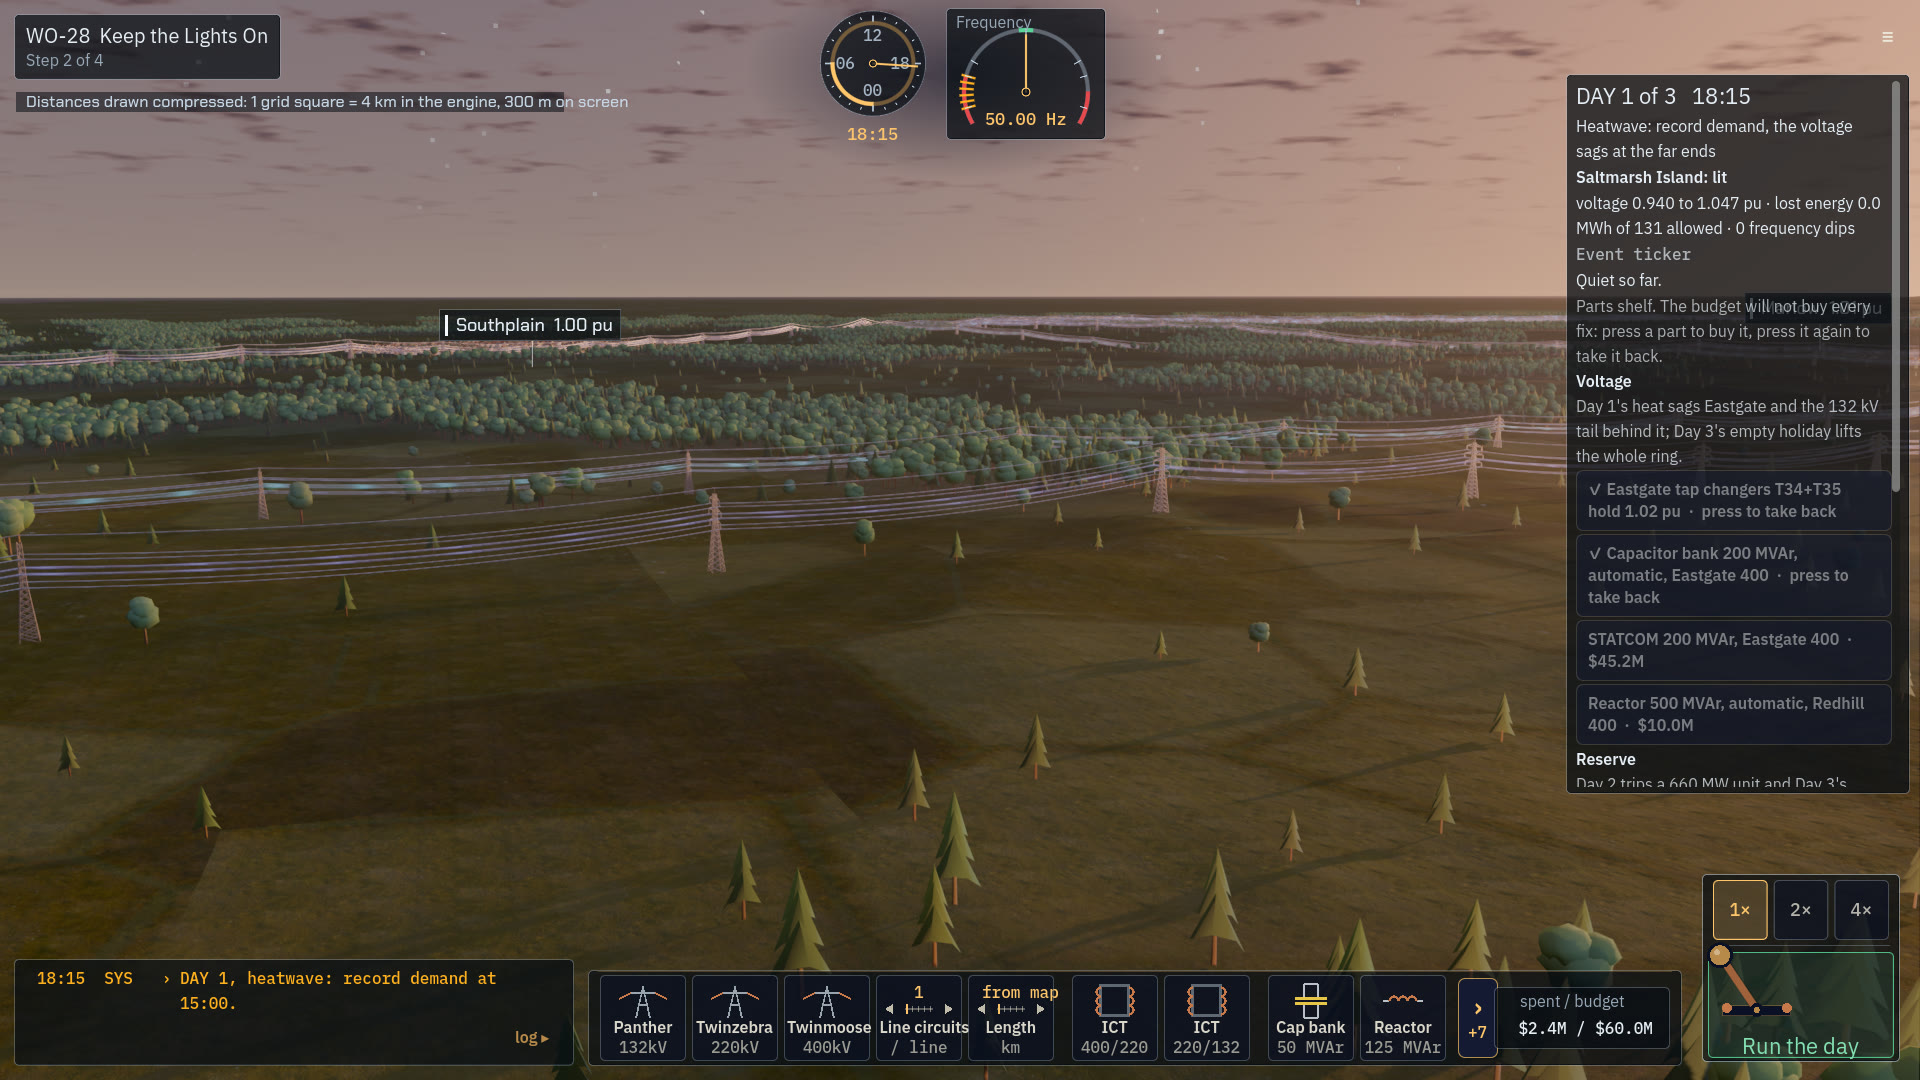 WO-28 Keep the Lights On
Step 2 of 4
Distances drawn compressed: 1 grid square = 4 km in the engine, 300 m on screen
12
06
18
00
18:15
Frequency
50.00 Hz
≡
Southplain 1.00 pu
DAY 1 of 3 18:15
Heatwave: record demand, the voltage
sags at the far ends
Saltmarsh Island: lit
voltage 0.940 to 1.047 pu · lost energy 0.0
MWh of 131 allowed · 0 frequency dips
Event ticker
Quiet so far.
Parts shelf. The budget will not buy every
fix: press a part to buy it, press it again to
take it back.
Voltage
Day 1's heat sags Eastgate and the 132 kV
tail behind it; Day 3's empty holiday lifts
the whole ring.
✓ Eastgate tap changers T34+T35
hold 1.02 pu · press to take back
✓ Capacitor bank 200 MVAr,
automatic, Eastgate 400 · press to
take back
STATCOM 200 MVAr, Eastgate 400 ·
$45.2M
Reactor 500 MVAr, automatic, Redhill
400 · $10.0M
Reserve
Day 2 trips a 660 MW unit and Day 3's
1×
2×
4×
Run the day
18:15 SYS › DAY 1, heatwave: record demand at
15:00.
log ▸
Panther
132kV
Twinzebra
220kV
Twinmoose
400kV
1
Line circuits
/ line
from map
Length
km
ICT
400/220
ICT
220/132
Cap bank
50 MVAr
Reactor
125 MVAr
›
+7
spent / budget
$2.4M / $60.0M